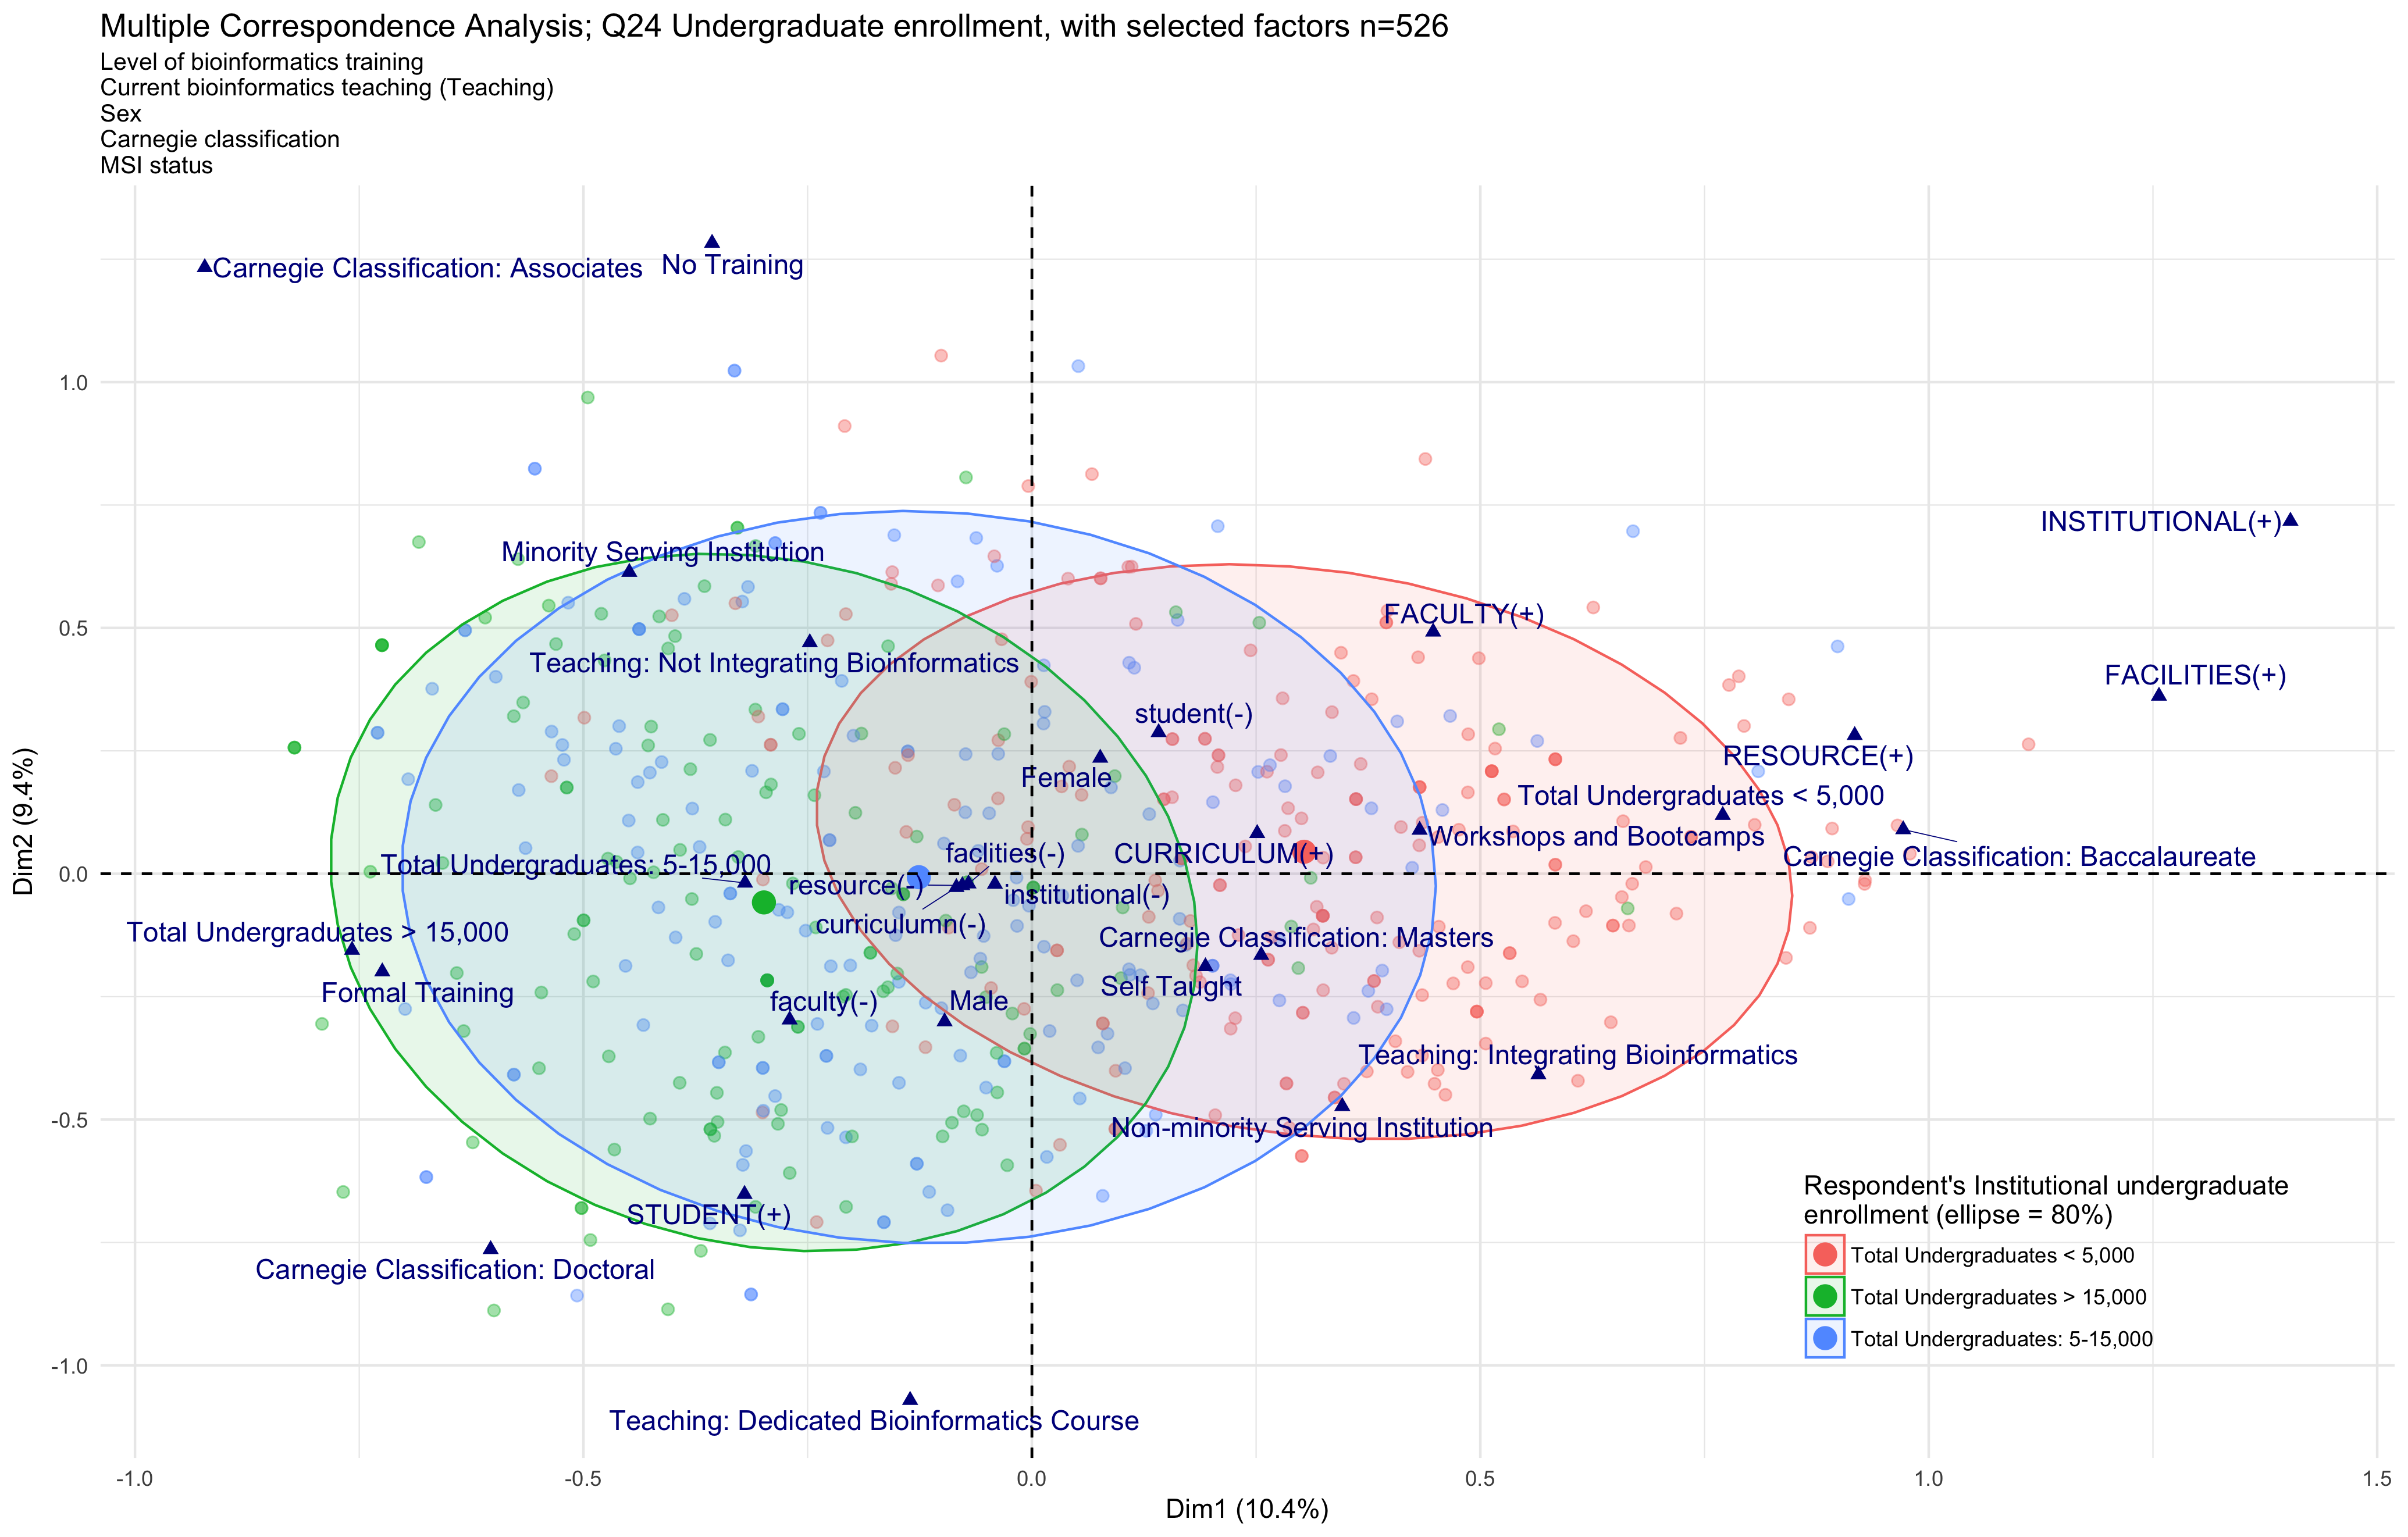 Multiple Correspondence Analysis; Q24 Undergraduate enrollment, with selected factors n=526
Level of bioinformatics training
Current bioinformatics teaching (Teaching)
Sex
Carnegie classification
MSI status
No Training
Carnegie Classification: Associates
1.0
INSTITUTIONAL(+)
Minority Serving Institution
0.5
FACULTY(+)
Teaching: Not Integrating Bioinformatics
FACILITIES(+)
student(-)
RESOURCE(+)
Female
Total Undergraduates < 5,000
Workshops and Bootcamps
faclities(-)
CURRICULUM(+)
Carnegie Classification: Baccalaureate
Total Undergraduates: 5-15,000
0.0
resource(-)
institutional(-)
curriculumn(-)
Total Undergraduates > 15,000
Carnegie Classification: Masters
Formal Training
Self Taught
faculty(-)
Male
Teaching: Integrating Bioinformatics
-0.5
Non-minority Serving Institution
STUDENT(+)
Carnegie Classification: Doctoral
-1.0
Teaching: Dedicated Bioinformatics Course
Respondent's Institutional undergraduate
enrollment (ellipse = 80%)
Total Undergraduates < 5,000
Total Undergraduates > 15,000
Total Undergraduates: 5-15,000
Dim2 (9.4%)
-1.0
-0.5
0.0
0.5
1.0
1.5
Dim1 (10.4%)